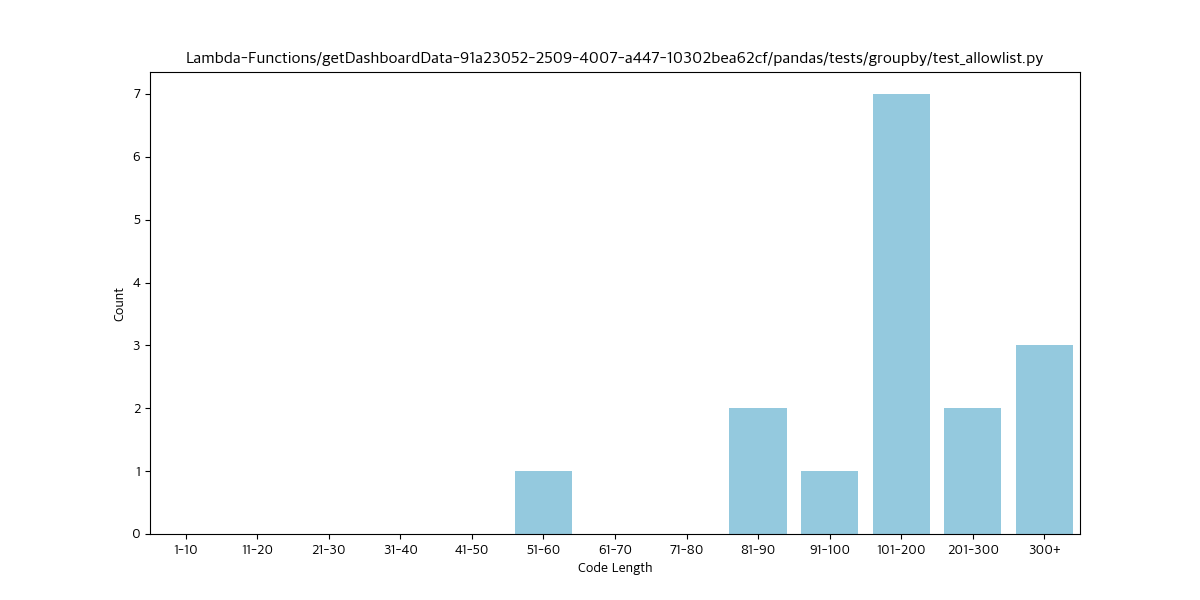 Lambda-Functions/getDashboardData-91a23052-2509-4007-a447-10302bea62cf/pandas/tests/groupby/test_allowlist.py
7
6
5
4
3
2
1
0
Count
1-10 11-20 21-30 31-40 41-50 51-60 61-70 71-80 81-90 91-100 101-200 201-300 300+
Code Length